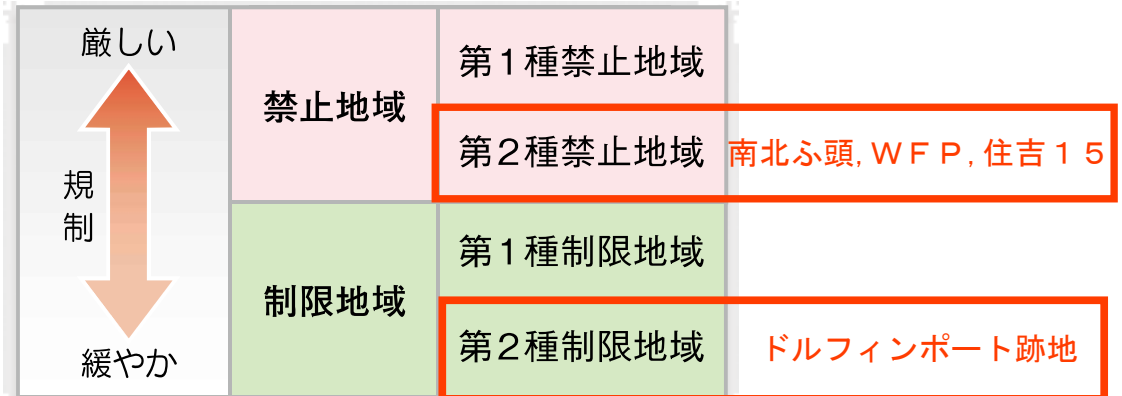 厳しい
規制
緩やか
禁止地域
第１種禁止地域
第２種禁止地域 南北ふ頭,ＷＦＰ,住吉１５
制限地域
第１種制限地域
第２種制限地域 ドルフィンポート跡地